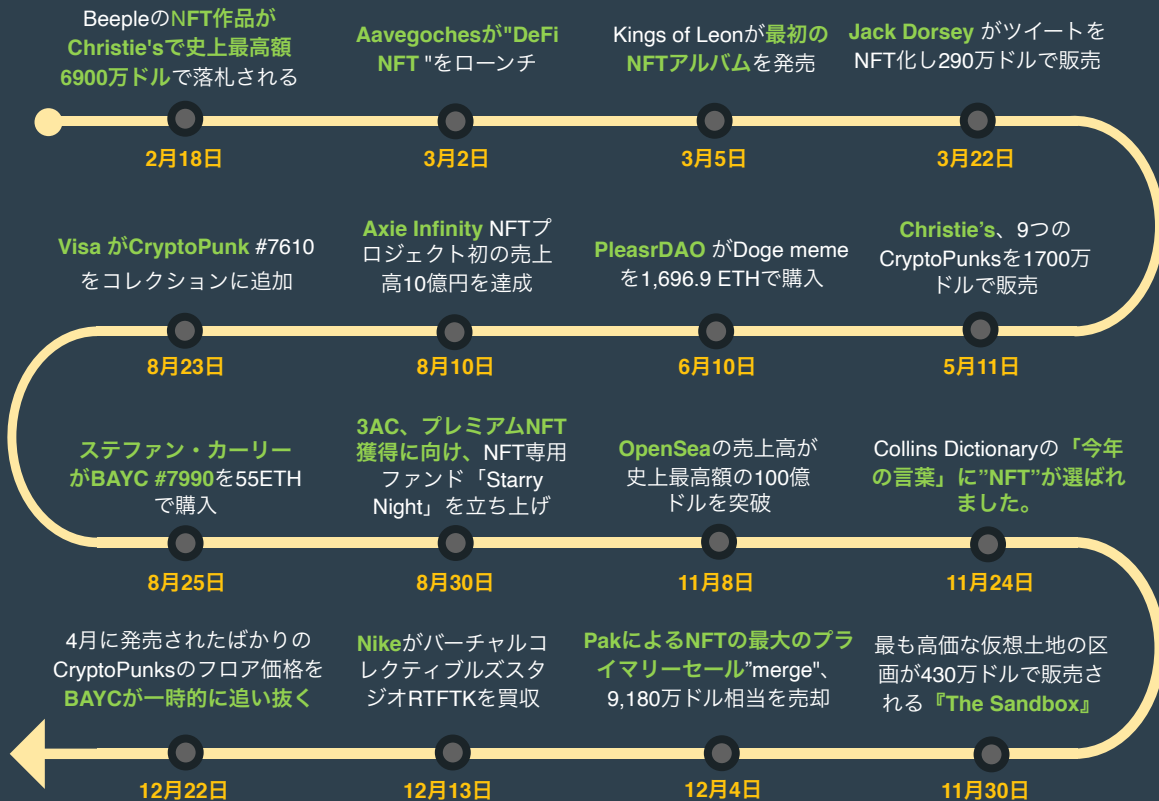 Beepleの​NFT作品が
Christie'sで史上最高額
6900万ドルで落札される
2月18日
Aavegochesが"DeFi
NFT "をローンチ
3月2日
Kings of Leonが最初の
NFTアルバムを発売
3月5日
Jack Dorsey がツイートを
NFT化し290万ドルで販売
3月22日
Christie’s、9つの
CryptoPunksを1700万
ドルで販売
5月11日
PleasrDAO がDoge meme
を1,696.9 ETHで購入
6月10日
Axie Infinity NFTプ
ロジェクト初の売上
高10億円を達成
8月10日
Visa がCryptoPunk #7610
をコレクションに追加
8月23日
ステファン・カーリー
がBAYC #7990を55ETH
で購入
8月25日
3AC、プレミアムNFT
獲得に向け、NFT専用
ファンド「Starry
Night」を立ち上げ
8月30日
OpenSeaの売上高が
史上最高額の100億
ドルを突破
11月8日
Collins Dictionaryの「今年
の言葉」に”NFT”が選ばれ
ました。
11月24日
最も高価な仮想土地の区
画が430万ドルで販売さ
れる『The Sandbox』
11月30日
PakによるNFTの最大のプラ
イマリーセール”merge"、
9,180万ドル相当を売却
12月4日
Nikeがバーチャルコ
レクティブルズスタ
ジオRTFTKを買収
12月13日
4月に発売されたばかりの
CryptoPunksのフロア価格を
BAYCが一時的に追い抜く
12月22日